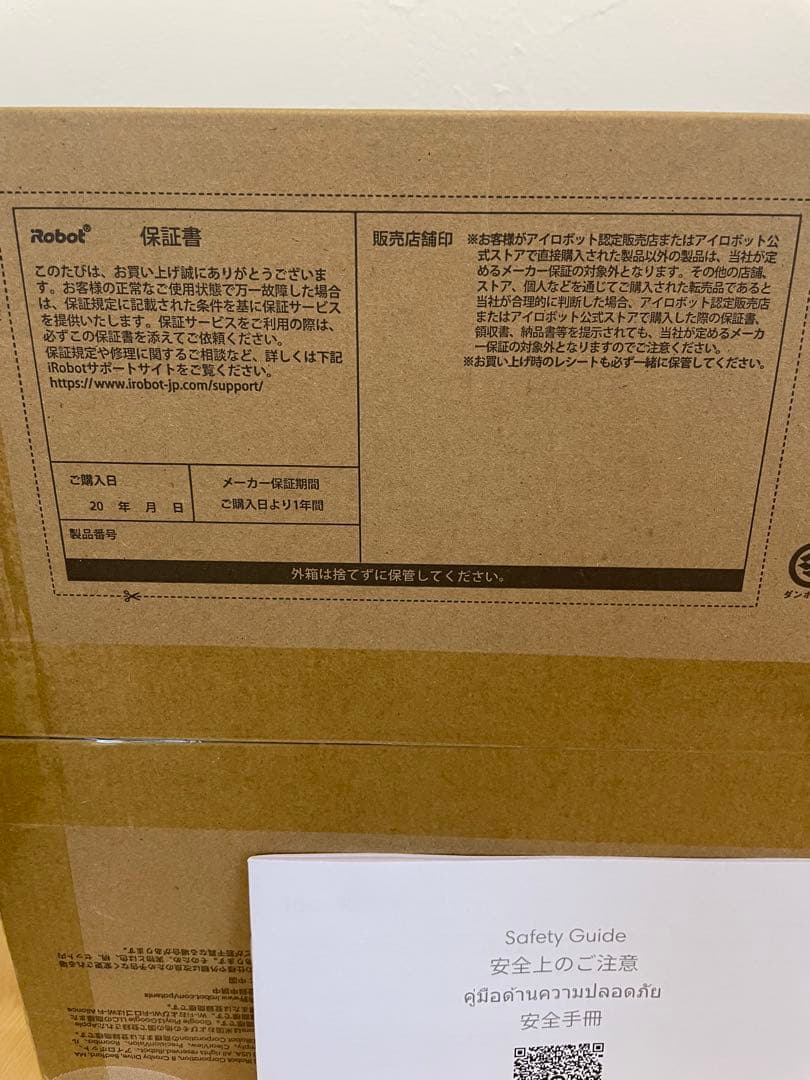 iRobot® 保証書
このたびは、お買い上げ誠にありがとうございま
す。お客様の正常なご使用状態で万一故障した場合
は、保証規定に記載された条件を基に保証サービス
を提供いたします。保証サービスをご利用の際は、
必ずこの保証書を添えてご依頼ください。
保証規定や修理に関するご相談など、詳しくは下記
iRobotサポートサイトをご覧ください。
https://www.irobot-jp.com/support/
ご購入日
20 年 月 日
メーカー保証期間
ご購入日より1年間
製品番号
販売店舗印
※お客様がアイロボット認定販売店またはアイロボット公
式ストアで直接購入された製品以外の製品は、当社が定
めるメーカー保証の対象外となります。その他の店舗、
ストア、個人などを通じてご購入された転売品であると
当社が合理的に判断した場合、アイロボット認定販売店
またはアイロボット公式ストアで購入した際の保証書、
領収書、納品書等を提示されても、当社が定めるメーカ
ー保証の対象外となりますのでご注意ください。
※お買い上げ時のレシートも必ず一緒に保管してください。
外箱は捨てずに保管してください。
ダンボ
Safety Guide
安全上のご注意
คู่มือด้านความปลอดภัย
安全手冊